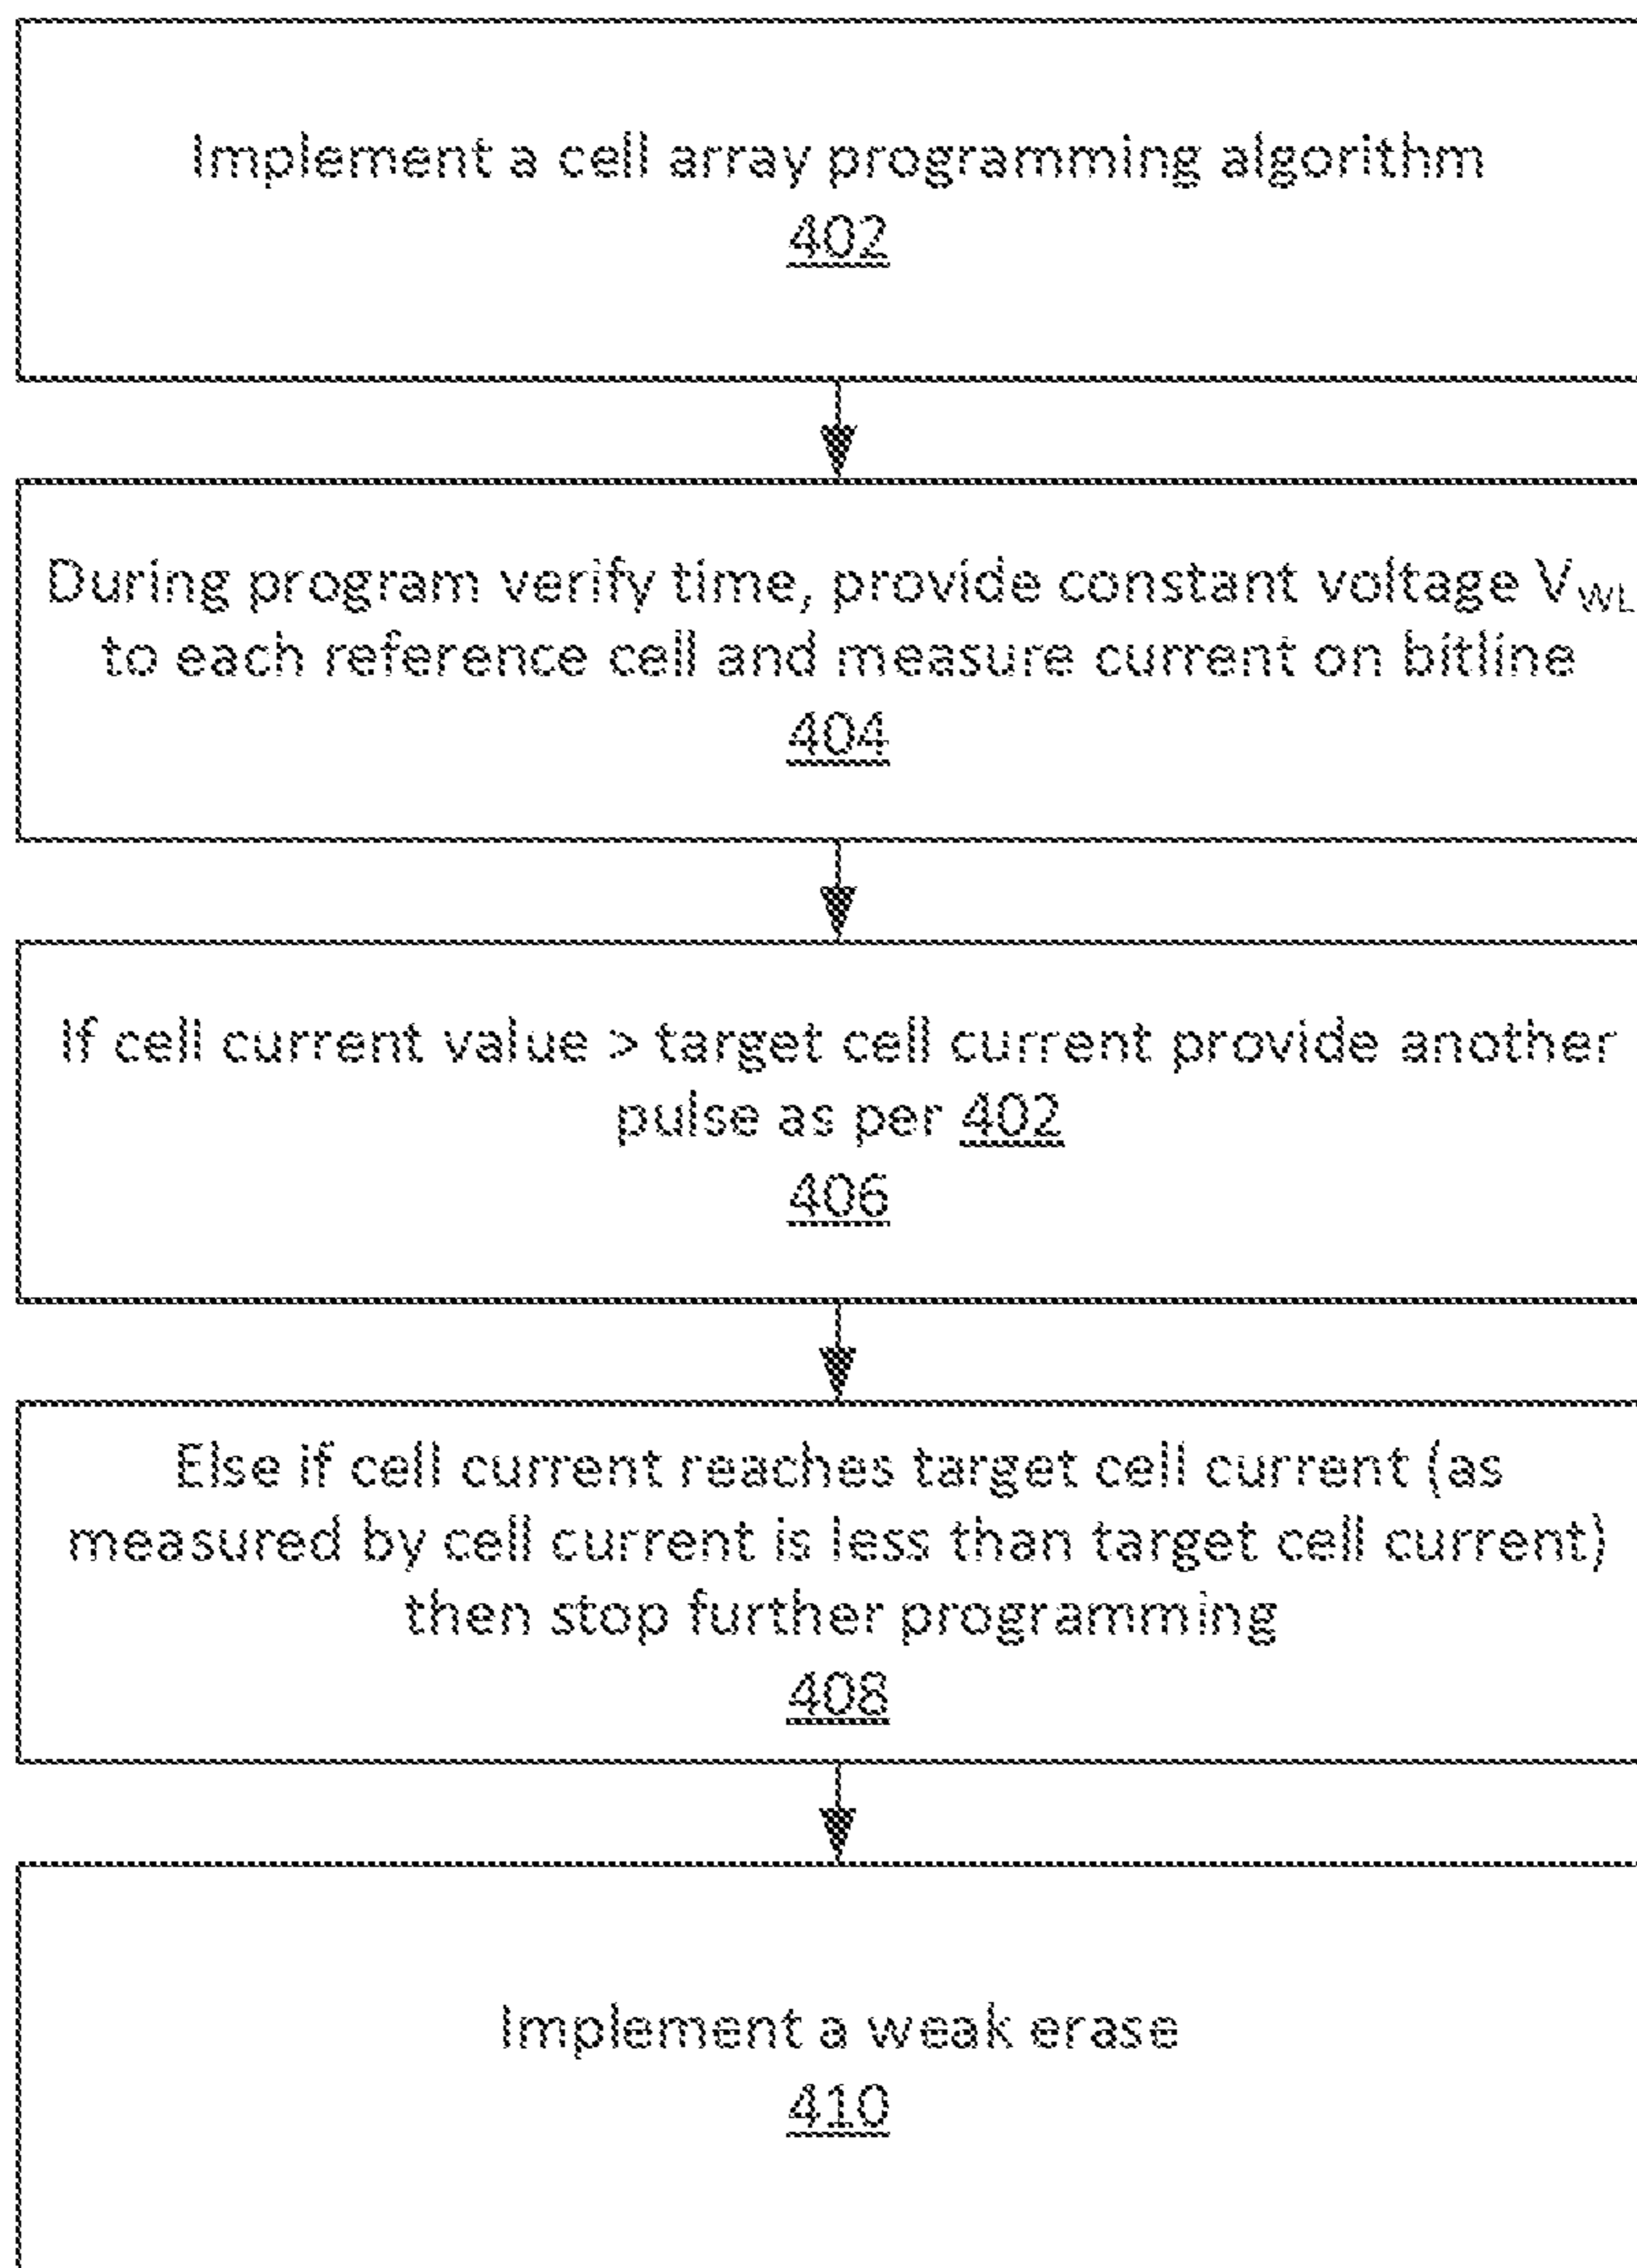 Implement a cell array programming algorithm
402
During program verify time, provide constant voltage VWL
to each reference cell and measure current on bitline
404
If cell current value > target cell current provide another
pulse as per 402
406
Else if cell current reaches target cell current (as
measured by cell current is less than target cell current)
then stop further programming
408
Implement a weak erase
410